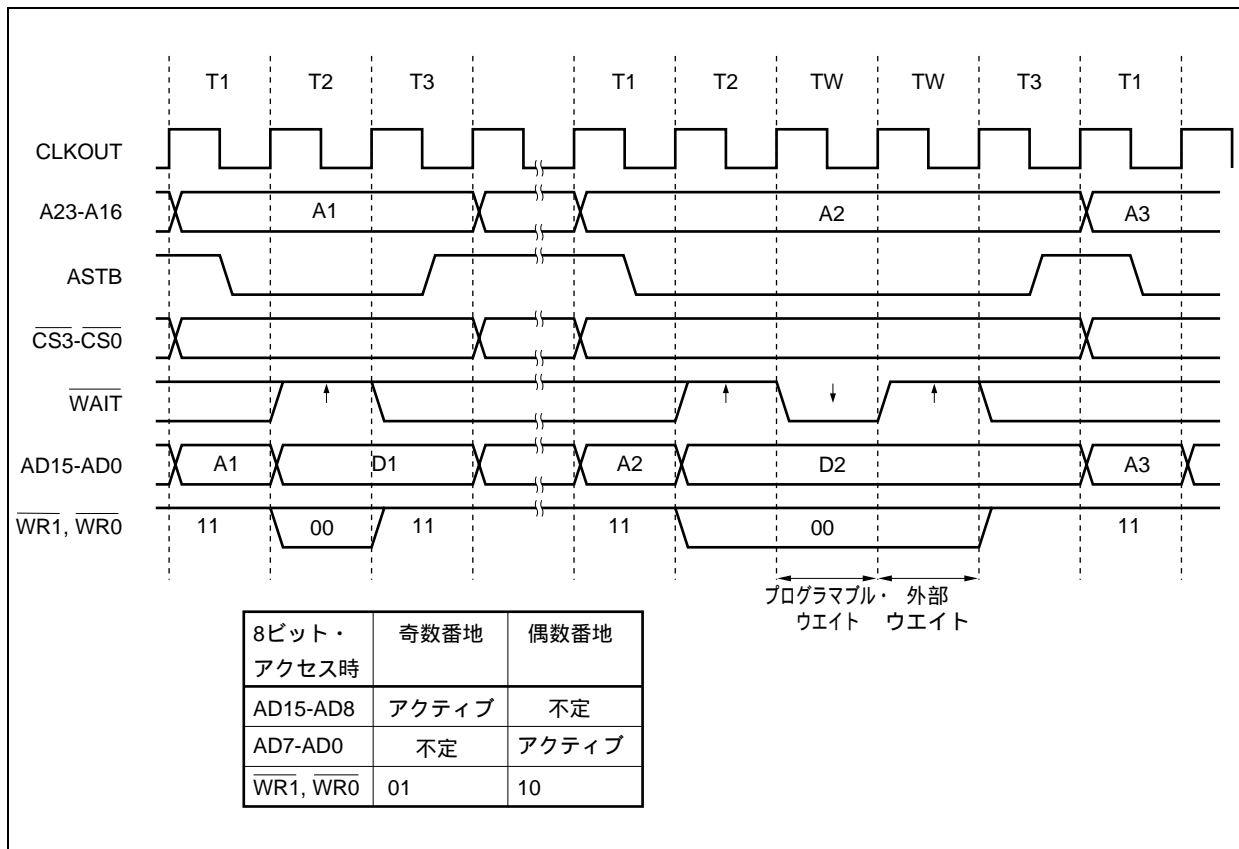 T1 T2 T3 T1 T2 TW TW T3 T1
CLKOUT
A23-A16 A1 A2 A3
ASTB
CS3-CS0
WAIT
AD15-AD0 A1 D1 A2 D2 A3
WR1, WR0 11 00 11 11 00 11
プログラマブル・ 外部
ウエイト ウエイト
8ビット・ 奇数番地 偶数番地
アクセス時
AD15-AD8 アクティブ 不定
AD7-AD0 不定 アクティブ
WR1, WR0 01 10